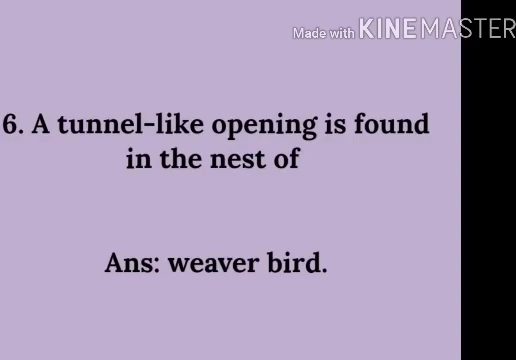 Made with KINEMASTER
6. A tunnel-like opening is found
in the nest of
Ans: weaver bird.